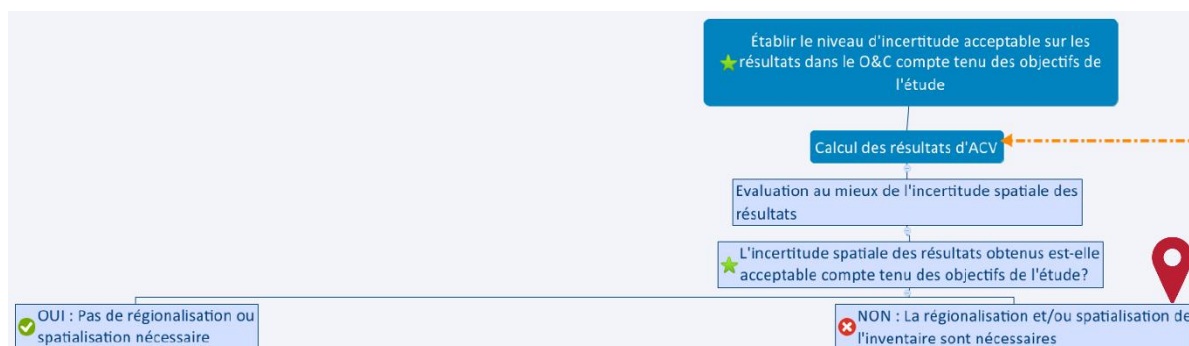 Établir le niveau d'incertitude acceptable sur les
résultats dans le O&C compte tenu des objectifs de
l'étude
Calcul des résultats d'ACV
Evaluation au mieux de l'incertitude spatiale des
résultats
L'incertitude spatiale des résultats obtenus est-elle
acceptable compte tenu des objectifs de l'étude?
OUI : Pas de régionalisation ou
spatialisation nécessaire
NON : La régionalisation et/ou spatialisation de
l'inventaire sont nécessaires